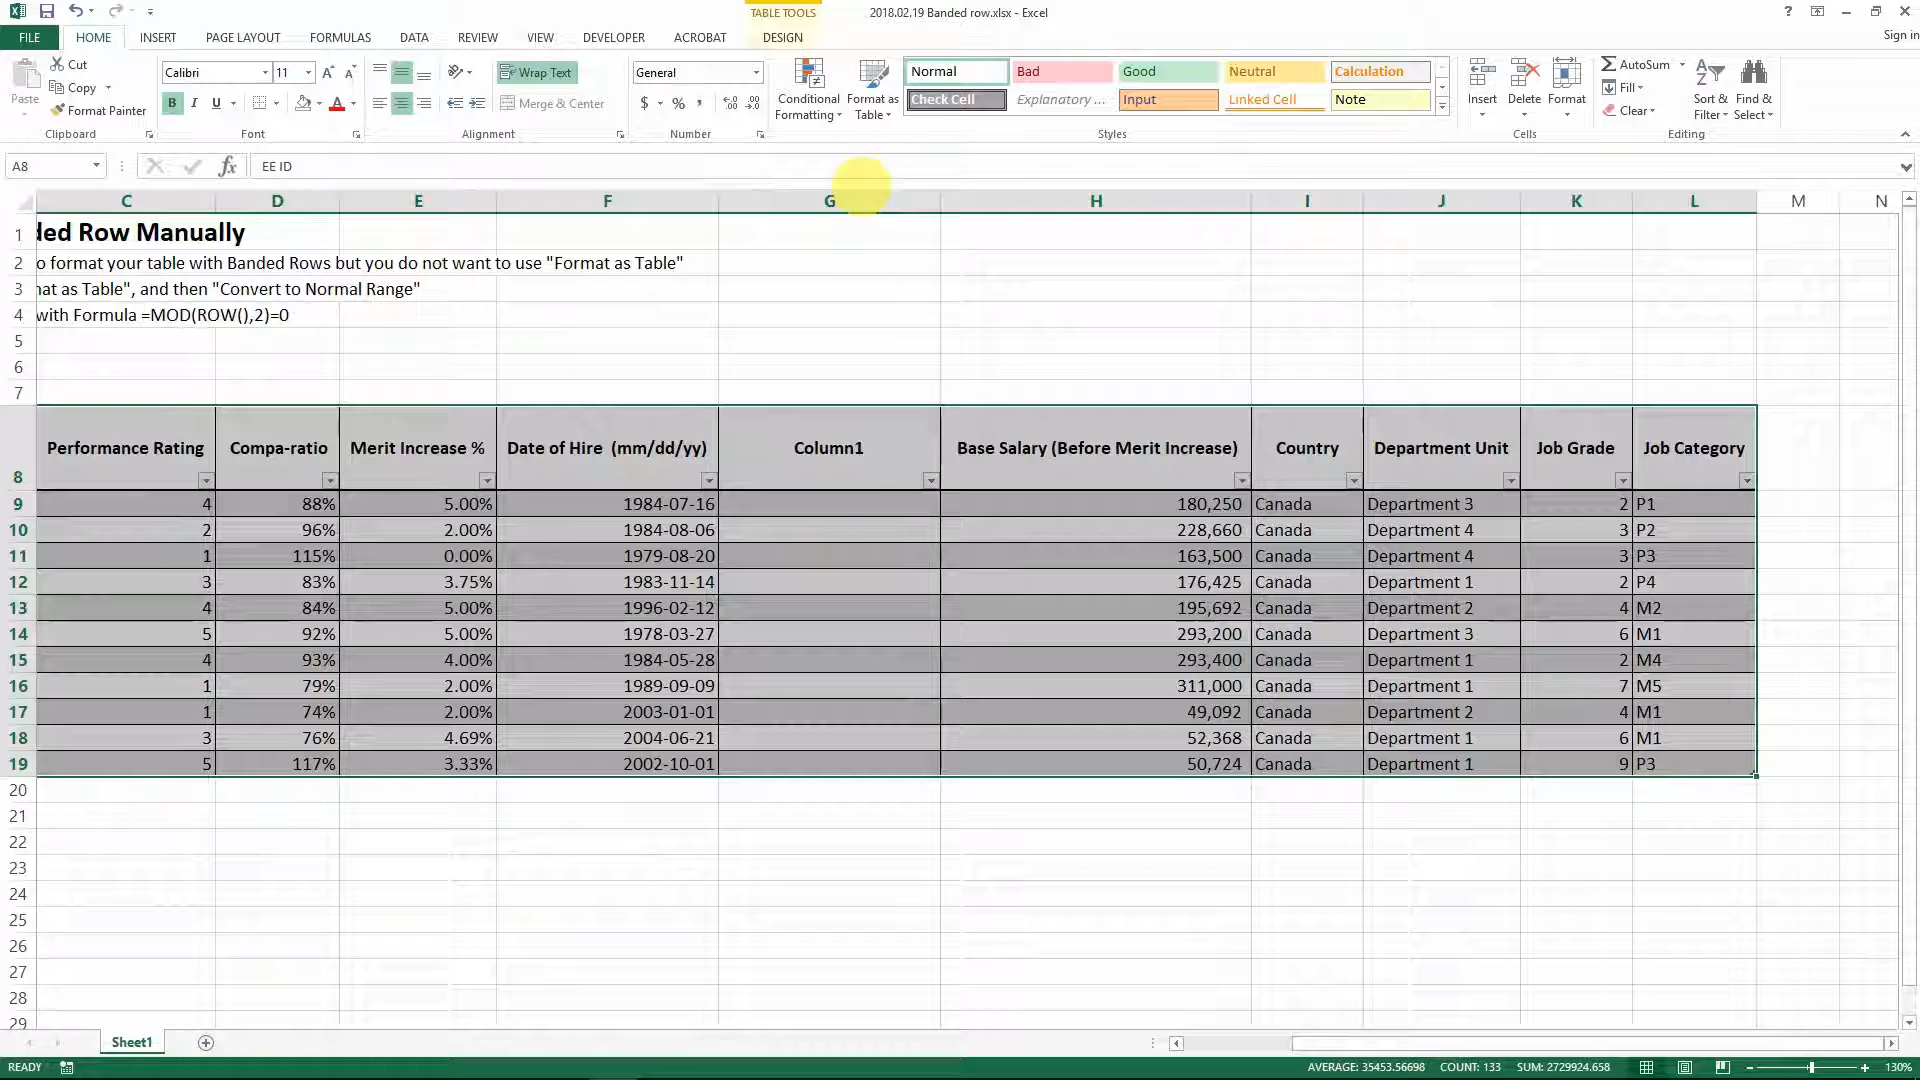 TABLE TOOLS
2018.02.19 Banded row.xlsx - Excel
?
FILE HOME INSERT PAGE LAYOUT FORMULAS DATA REVIEW VIEW DEVELOPER ACROBAT DESIGN Sign in
Paste
Cut
Copy
Format Painter
Clipboard
Calibri 11
B I U
Font
Wrap Text
Merge & Center
Alignment
General
$ % ,
Number
Conditional Formatting
Format as Table
Normal Bad Good Neutral Calculation
Check Cell Explanatory ... Input Linked Cell Note
Styles
Insert Delete Format
Cells
AutoSum
Fill
Clear
Sort & Filter
Find & Select
Editing
A8 fx EE ID
C D E F G H I J K L M N
1 ded Row Manually
2 o format your table with Banded Rows but you do not want to use "Format as Table"
3 nat as Table", and then "Convert to Normal Range"
4 with Formula =MOD(ROW(),2)=0
5
6
7
8 Performance Rating Compa-ratio Merit Increase % Date of Hire (mm/dd/yy) Column1 Base Salary (Before Merit Increase) Country Department Unit Job Grade Job Category
9 4 88% 5.00% 1984-07-16 180,250 Canada Department 3 2 P1
10 2 96% 2.00% 1984-08-06 228,660 Canada Department 4 3 P2
11 1 115% 0.00% 1979-08-20 163,500 Canada Department 4 3 P3
12 3 83% 3.75% 1983-11-14 176,425 Canada Department 1 2 P4
13 4 84% 5.00% 1996-02-12 195,692 Canada Department 2 4 M2
14 5 92% 5.00% 1978-03-27 293,200 Canada Department 3 6 M1
15 4 93% 4.00% 1984-05-28 293,400 Canada Department 1 2 M4
16 1 79% 2.00% 1989-09-09 311,000 Canada Department 1 7 M5
17 1 74% 2.00% 2003-01-01 49,092 Canada Department 2 4 M1
18 3 76% 4.69% 2004-06-21 52,368 Canada Department 1 6 M1
19 5 117% 3.33% 2002-10-01 50,724 Canada Department 1 9 P3
20
21
22
23
24
25
26
27
28
29
Sheet1
READY AVERAGE: 35453.56698 COUNT: 133 SUM: 2729924.658 130%